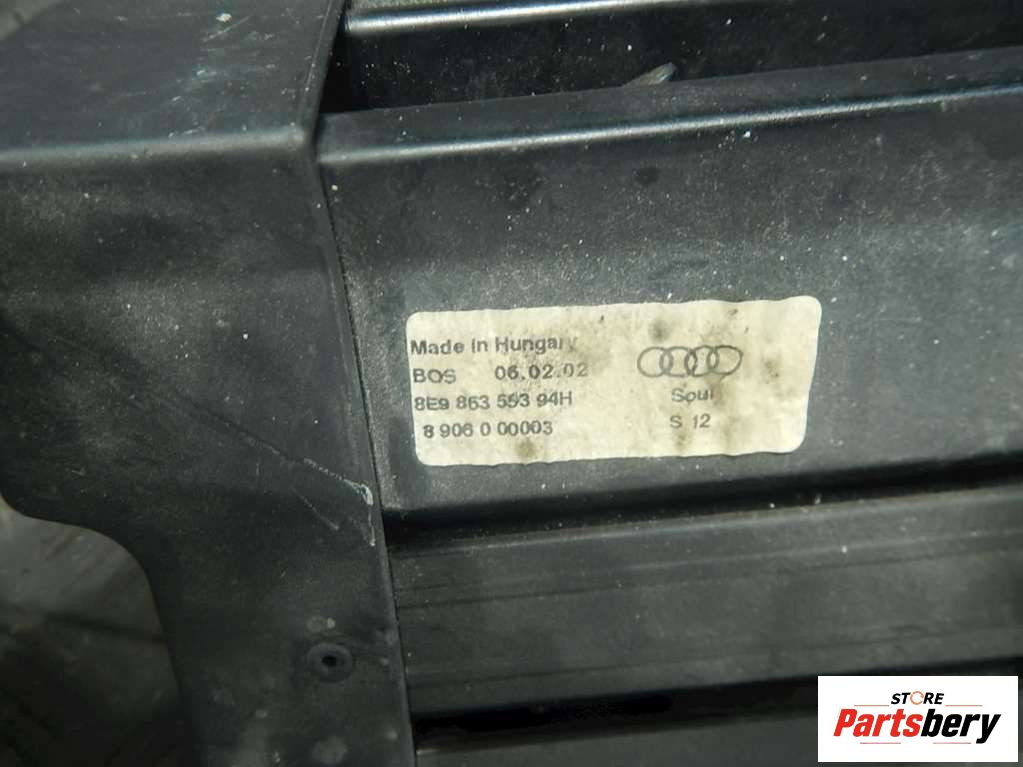 Made in Hungary
BOS 06.02.02
8E9 863 553 94H
Soul
8 906 0 00003
S 12
STORE
Partsbery